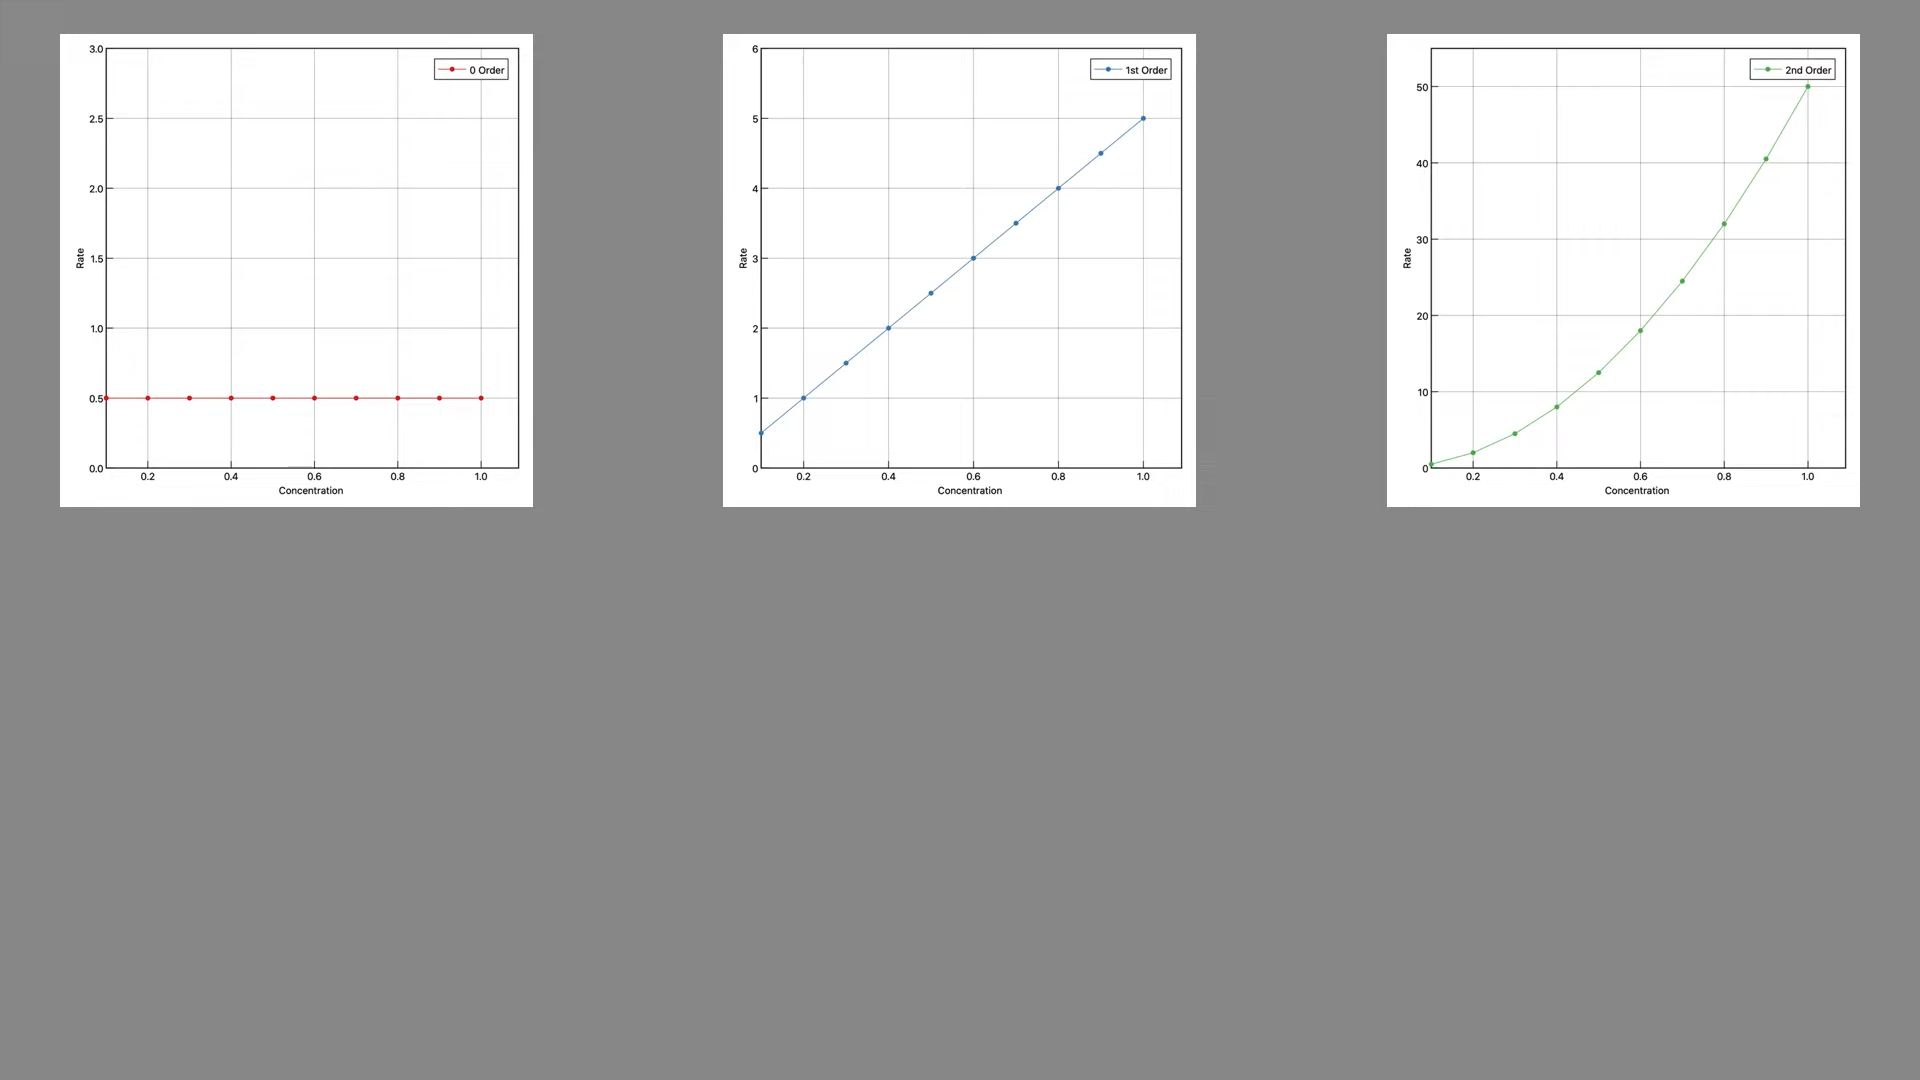 3.0
0 Order
2.5
2.0
1.5
Rate
1.0
0.5
0.0
0.2 0.4 0.6 0.8 1.0
Concentration
6
1st Order
5
4
3
Rate
2
1
0
0.2 0.4 0.6 0.8 1.0
Concentration
2nd Order
50
40
30
Rate
20
10
0
0.2 0.4 0.6 0.8 1.0
Concentration